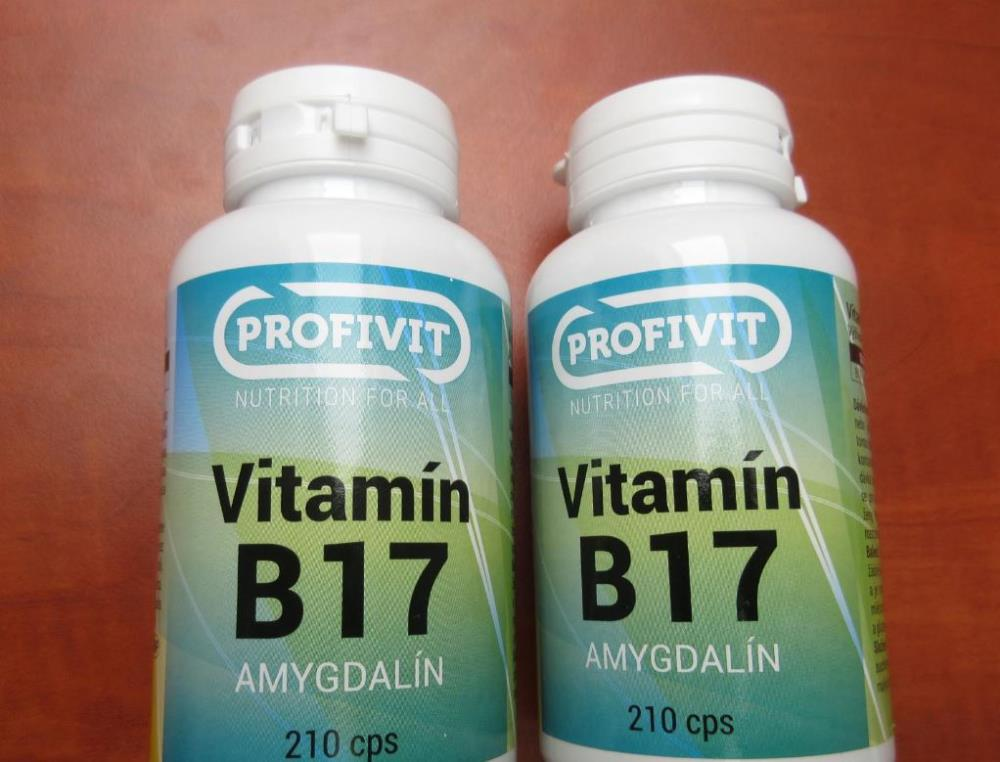 PROFIVIT
NUTRITION FOR ALL
Vitamín
B17
AMYGDALÍN
210 cps
PROFIVIT
NUTRITION FOR ALL
Vitamín
B17
AMYGDALÍN
210 cps